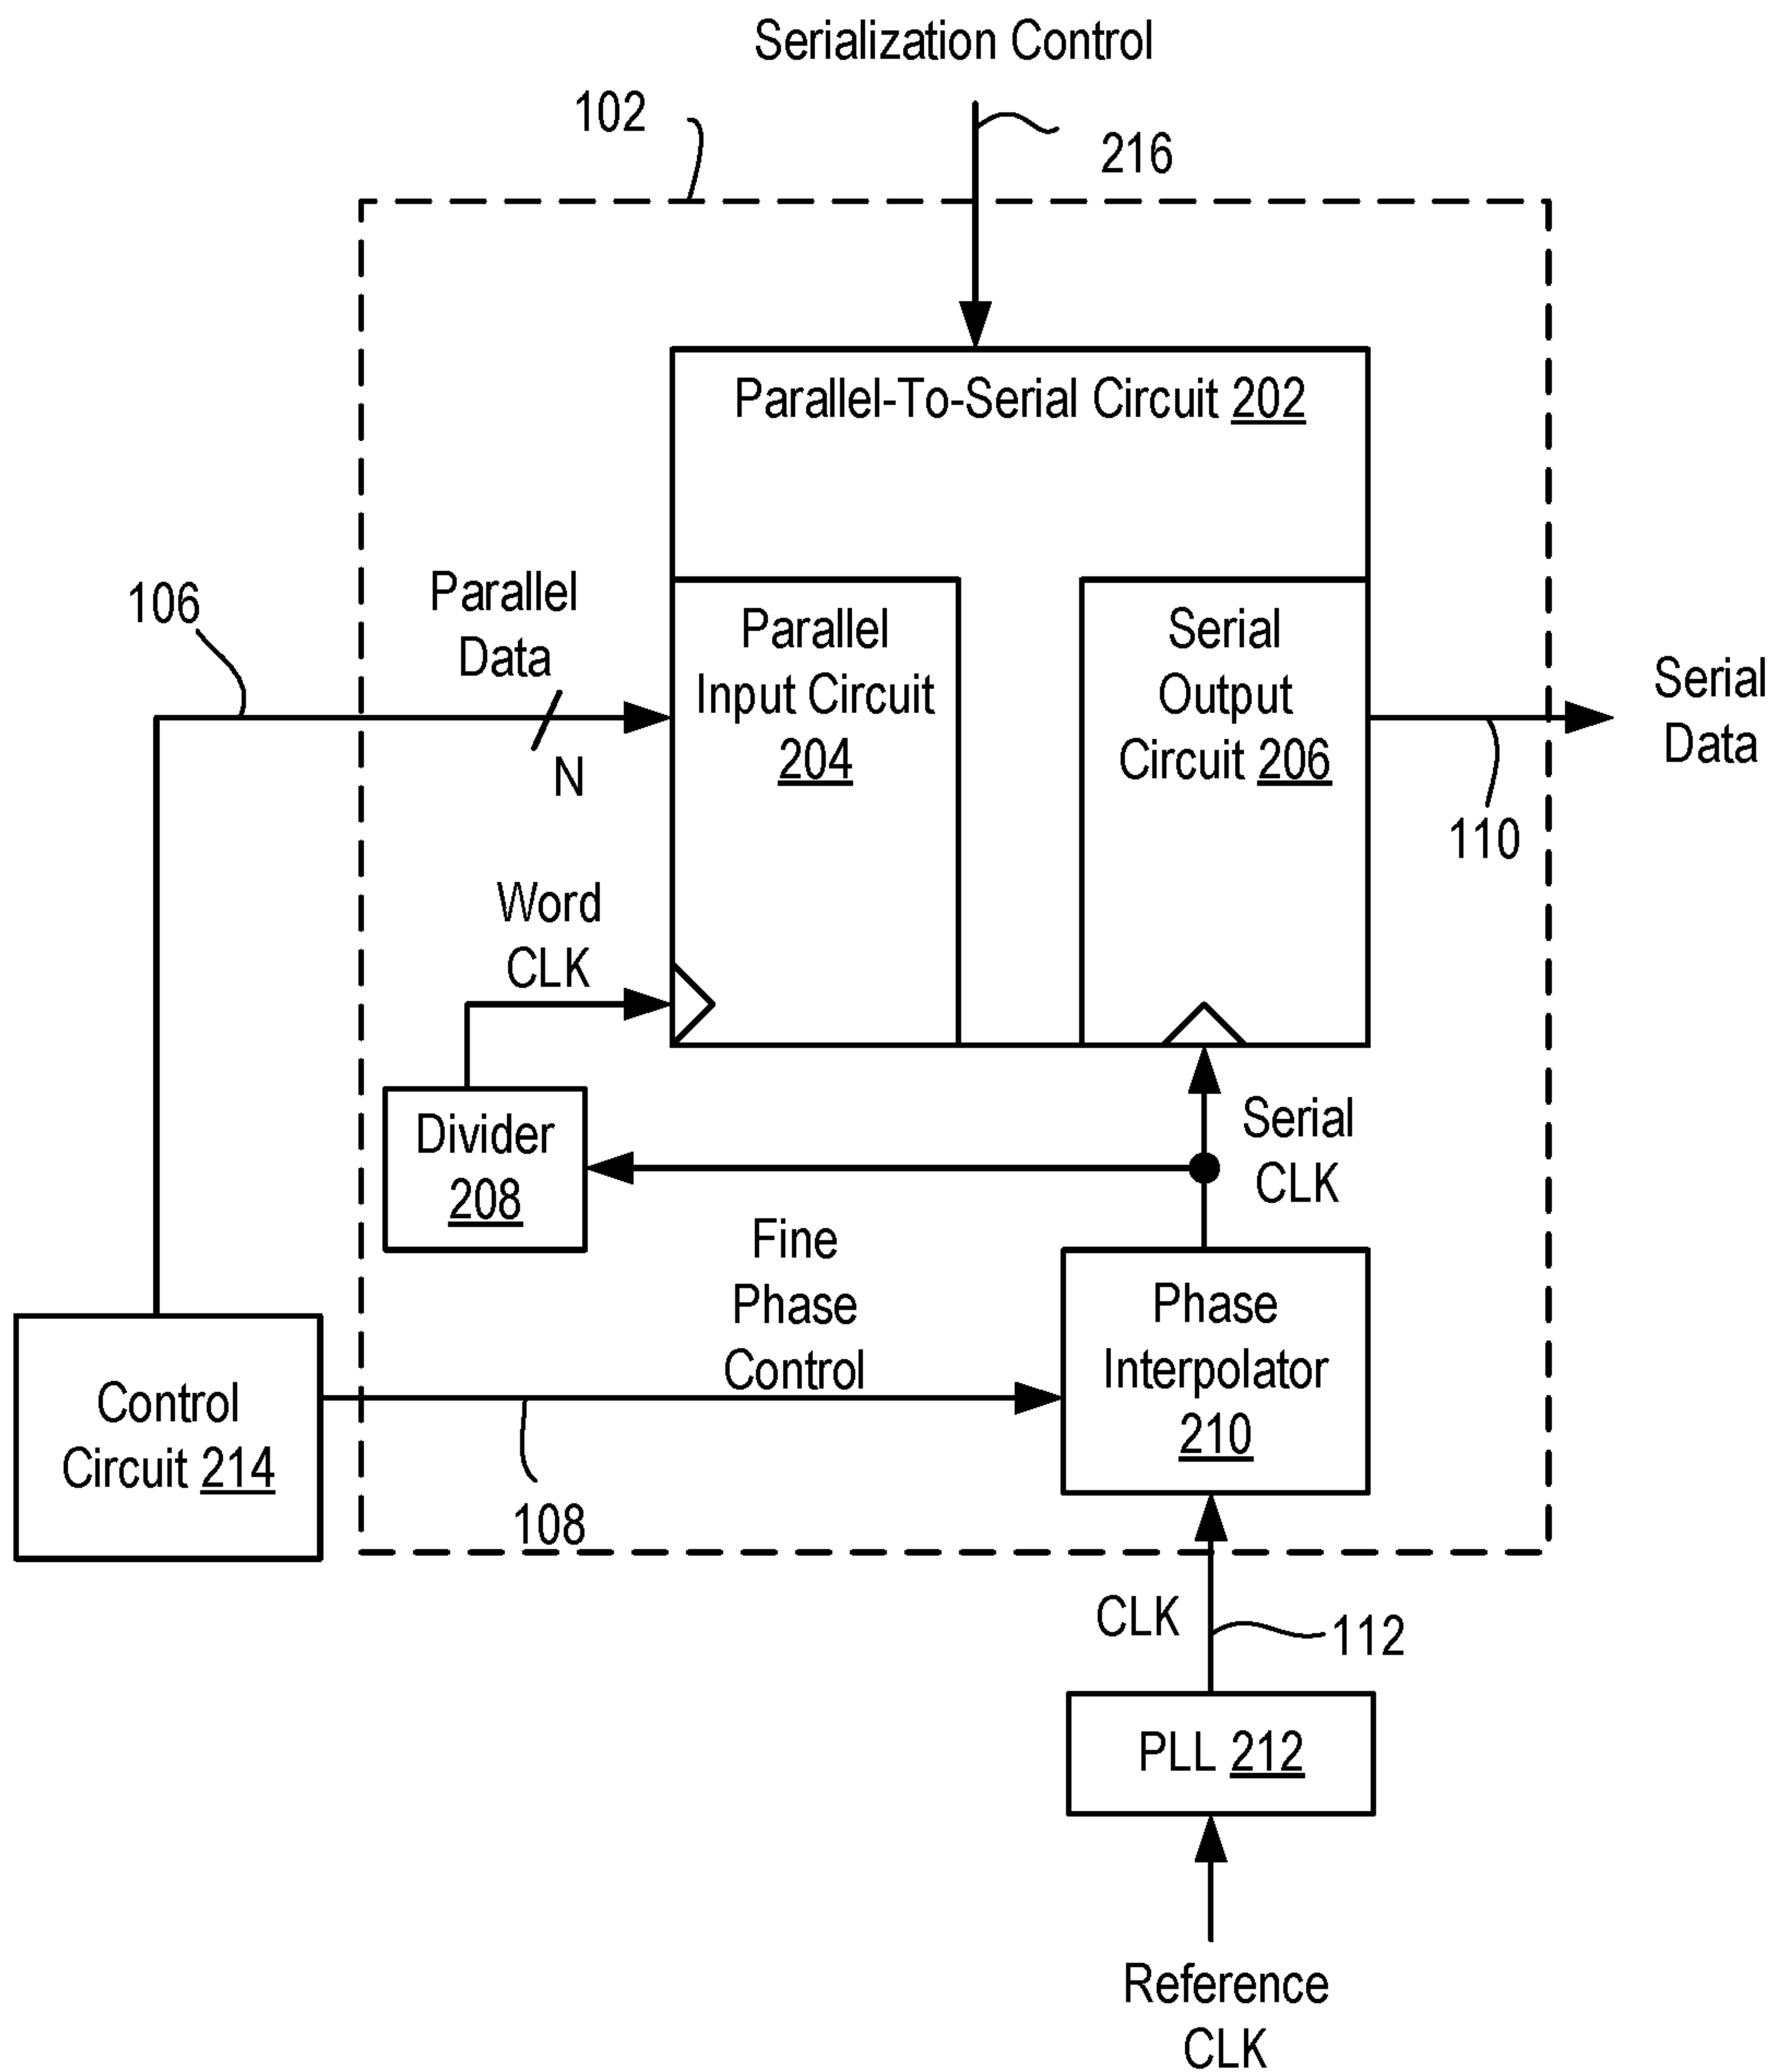 Serialization Control
102
216
Parallel-To-Serial Circuit 202
106
Parallel
Data
N
Parallel
Input Circuit
204
Serial
Output
Circuit 206
Serial
Data
110
Word
CLK
Divider
208
Serial
CLK
Fine
Phase
Control
Phase
Interpolator
210
Control
Circuit 214
108
CLK
112
PLL 212
Reference
CLK